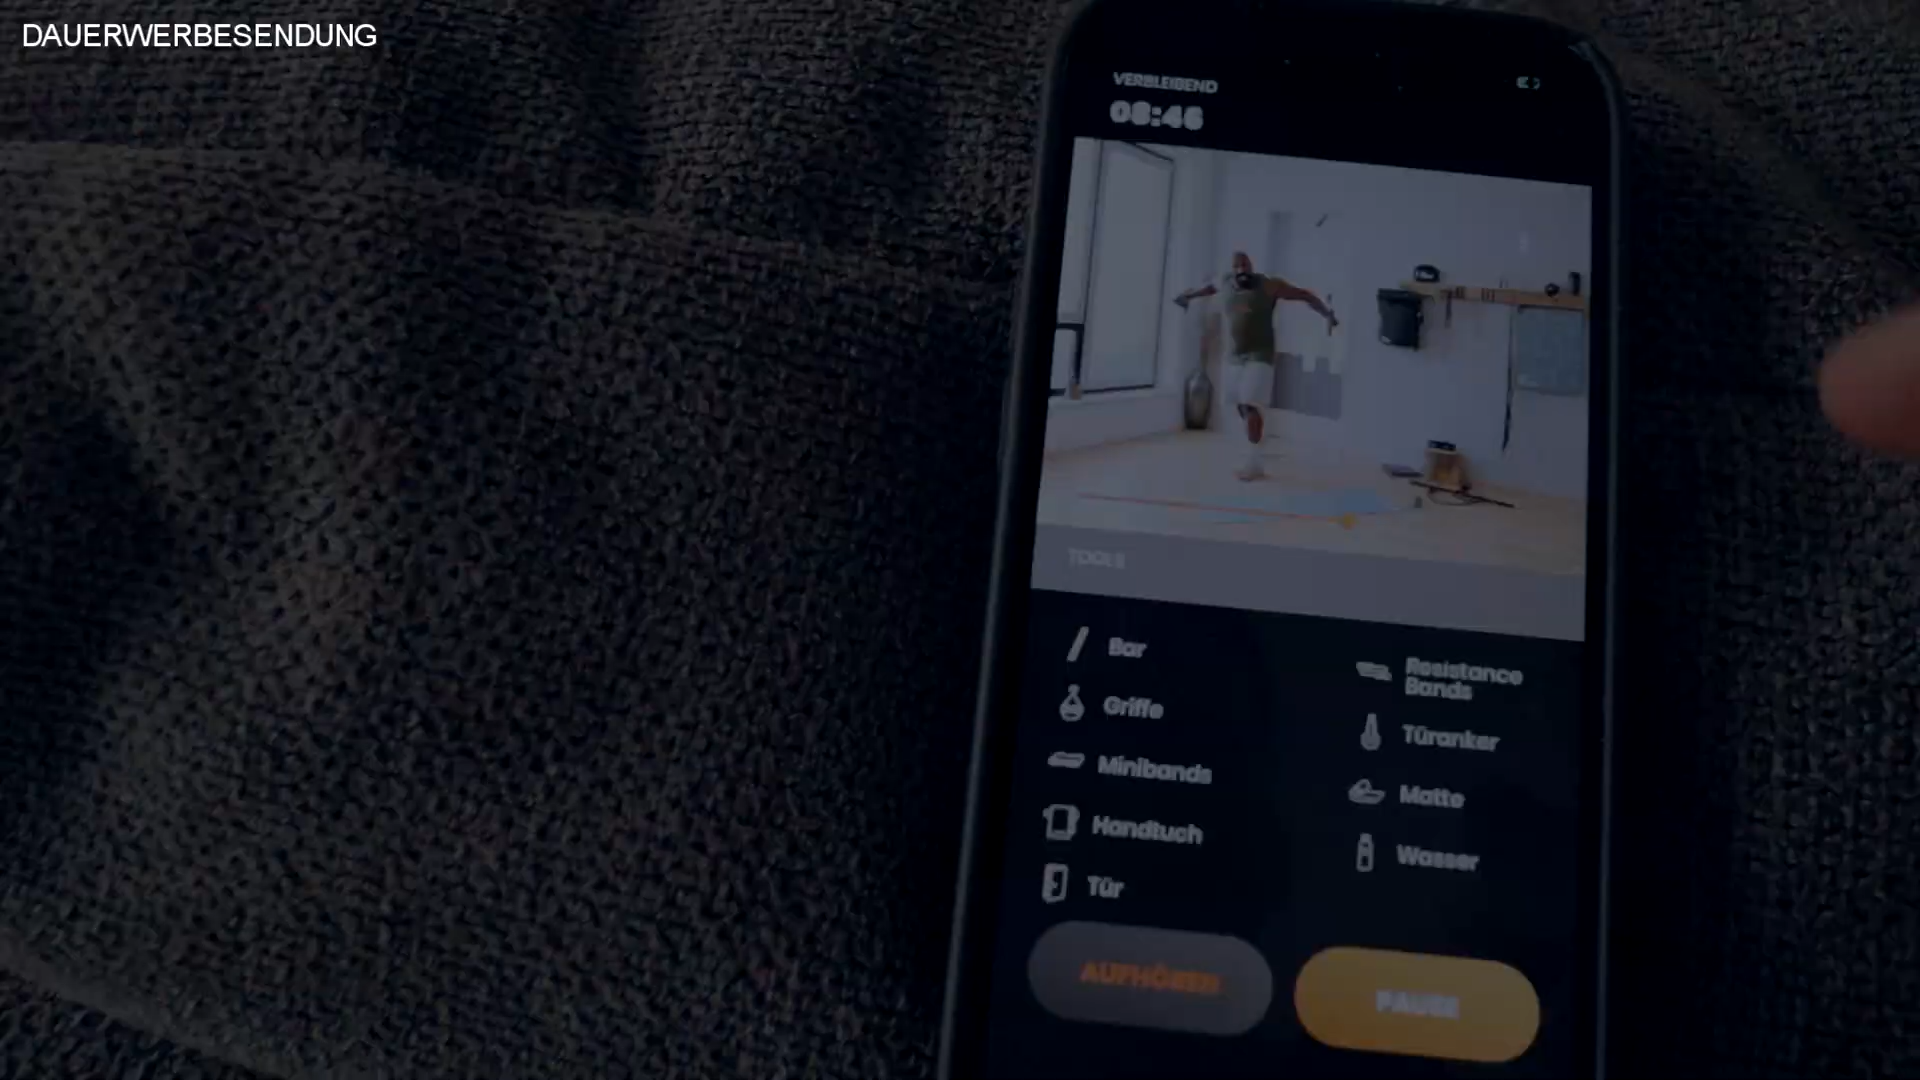 DAUERWERBESENDUNG
VERBLEIBEND
08:46
Bar
Griffe
Minibands
Handtuch
Tür
Resistance
Bands
Türanker
Matte
Wasser
AUFHÖREN
PAUSE